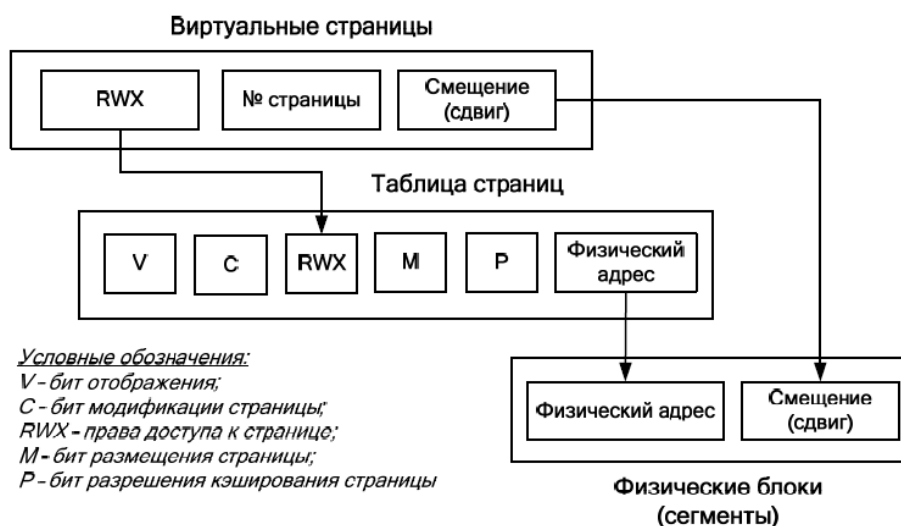 Виртуальные страницы
RWX
№ страницы
Смещение
(сдвиг)
Таблица страниц
V
C
RWX
M
P
Физический
адрес
Условные обозначения:
V - бит отображения;
C - бит модификации страницы;
RWX - права доступа к странице;
M - бит размещения страницы;
P - бит разрешения кэширования страницы
Физический адрес
Смещение
(сдвиг)
Физические блоки
(сегменты)